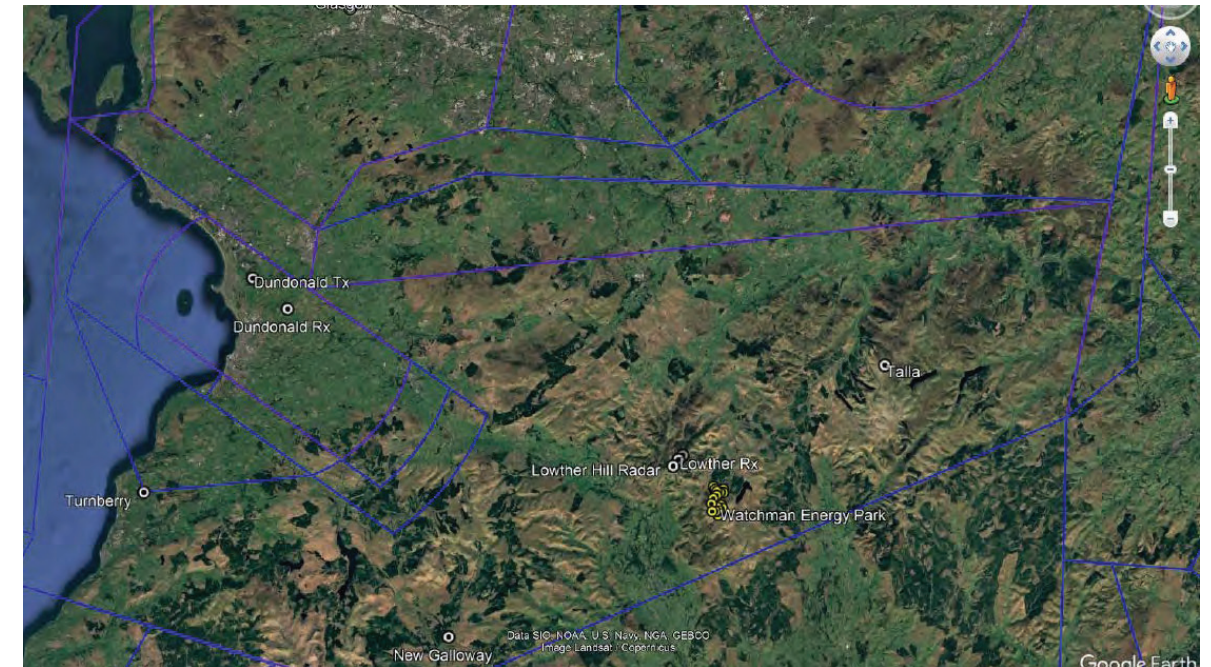 Glasgow
Dundonald Tx
Dundonald Rx
Talla
Lowther Hill Radar
Lowther Rx
Turnberry
Watchman Energy Park
New Galloway
Data SIO, NOAA, U.S. Navy, NGA, GEBCO
Image Landsat / Copernicus
Google Earth